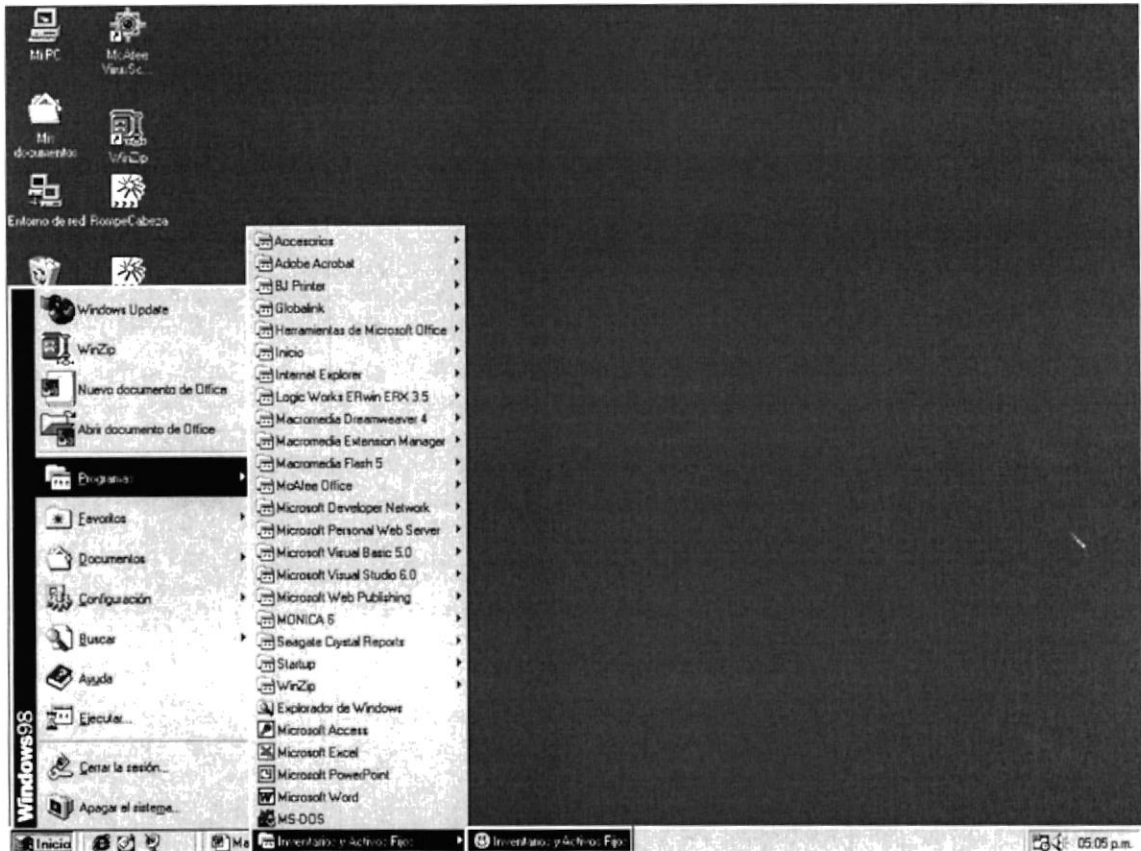 Mi PC
McAfee
VirusSc...
Mis
documentos
WinZip
Entorno de red
RompeCabeza
Windows Update
WinZip
Nuevo documento de Office
Abrir documento de Office
Programas
Favoritos
Documentos
Configuración
Buscar
Ayuda
Ejecutar...
Cerrar la sesión...
Apagar el sistema...
Windows98
Accesorios
Adobe Acrobat
BJ Printer
Globalink
Herramientas de Microsoft Office
Inicio
Internet Explorer
Logic Works ERwin ERX 3.5
Macromedia Dreamweaver 4
Macromedia Extension Manager
Macromedia Flash 5
McAfee Office
Microsoft Developer Network
Microsoft Personal Web Server
Microsoft Visual Basic 5.0
Microsoft Visual Studio 6.0
Microsoft Web Publishing
MONICA 6
Seagate Crystal Reports
Startup
WinZip
Explorador de Windows
Microsoft Access
Microsoft Excel
Microsoft PowerPoint
Microsoft Word
MS-DOS
Inventarios y Activos Fijos
Inventarios y Activos Fijos
Inicio
Ma
05:05 p.m.